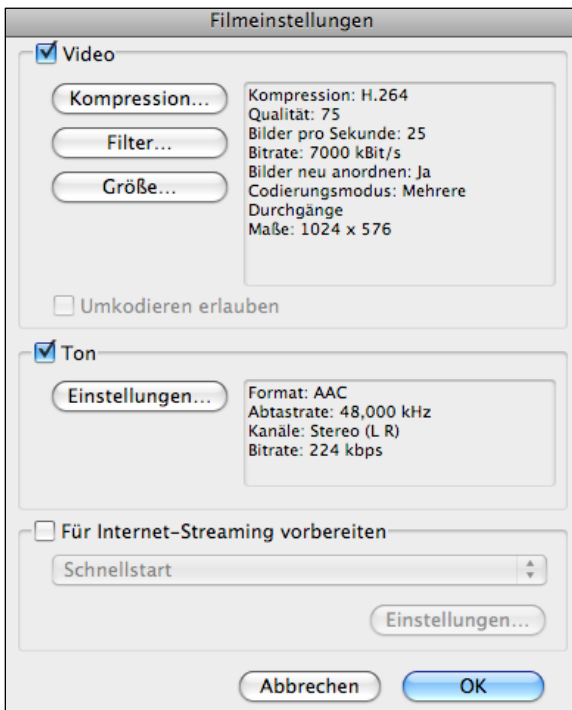 Filmeinstellungen
Video
Kompression...
Filter...
Größe...
Kompression: H.264
Qualität: 75
Bilder pro Sekunde: 25
Bitrate: 7000 kBit/s
Bilder neu anordnen: Ja
Codierungsmodus: Mehrere
Durchgänge
Maße: 1024 x 576
Umkodieren erlauben
Ton
Einstellungen...
Format: AAC
Abtastrate: 48,000 kHz
Kanäle: Stereo (L R)
Bitrate: 224 kbps
Für Internet-Streaming vorbereiten
Schnellstart
Einstellungen...
Abbrechen
OK